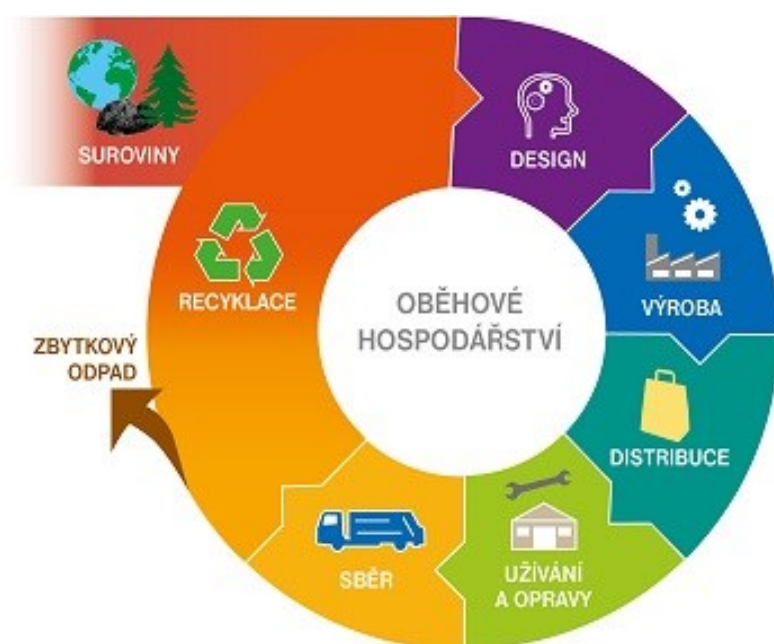 SUROVINY
DESIGN
RECYKLACE
OBĚHOVÉ
HOSPODÁŘSTVÍ
VÝROBA
ZBYTKOVÝ
ODPAD
DISTRIBUCE
SBĚR
UŽÍVÁNÍ
A OPRAVY